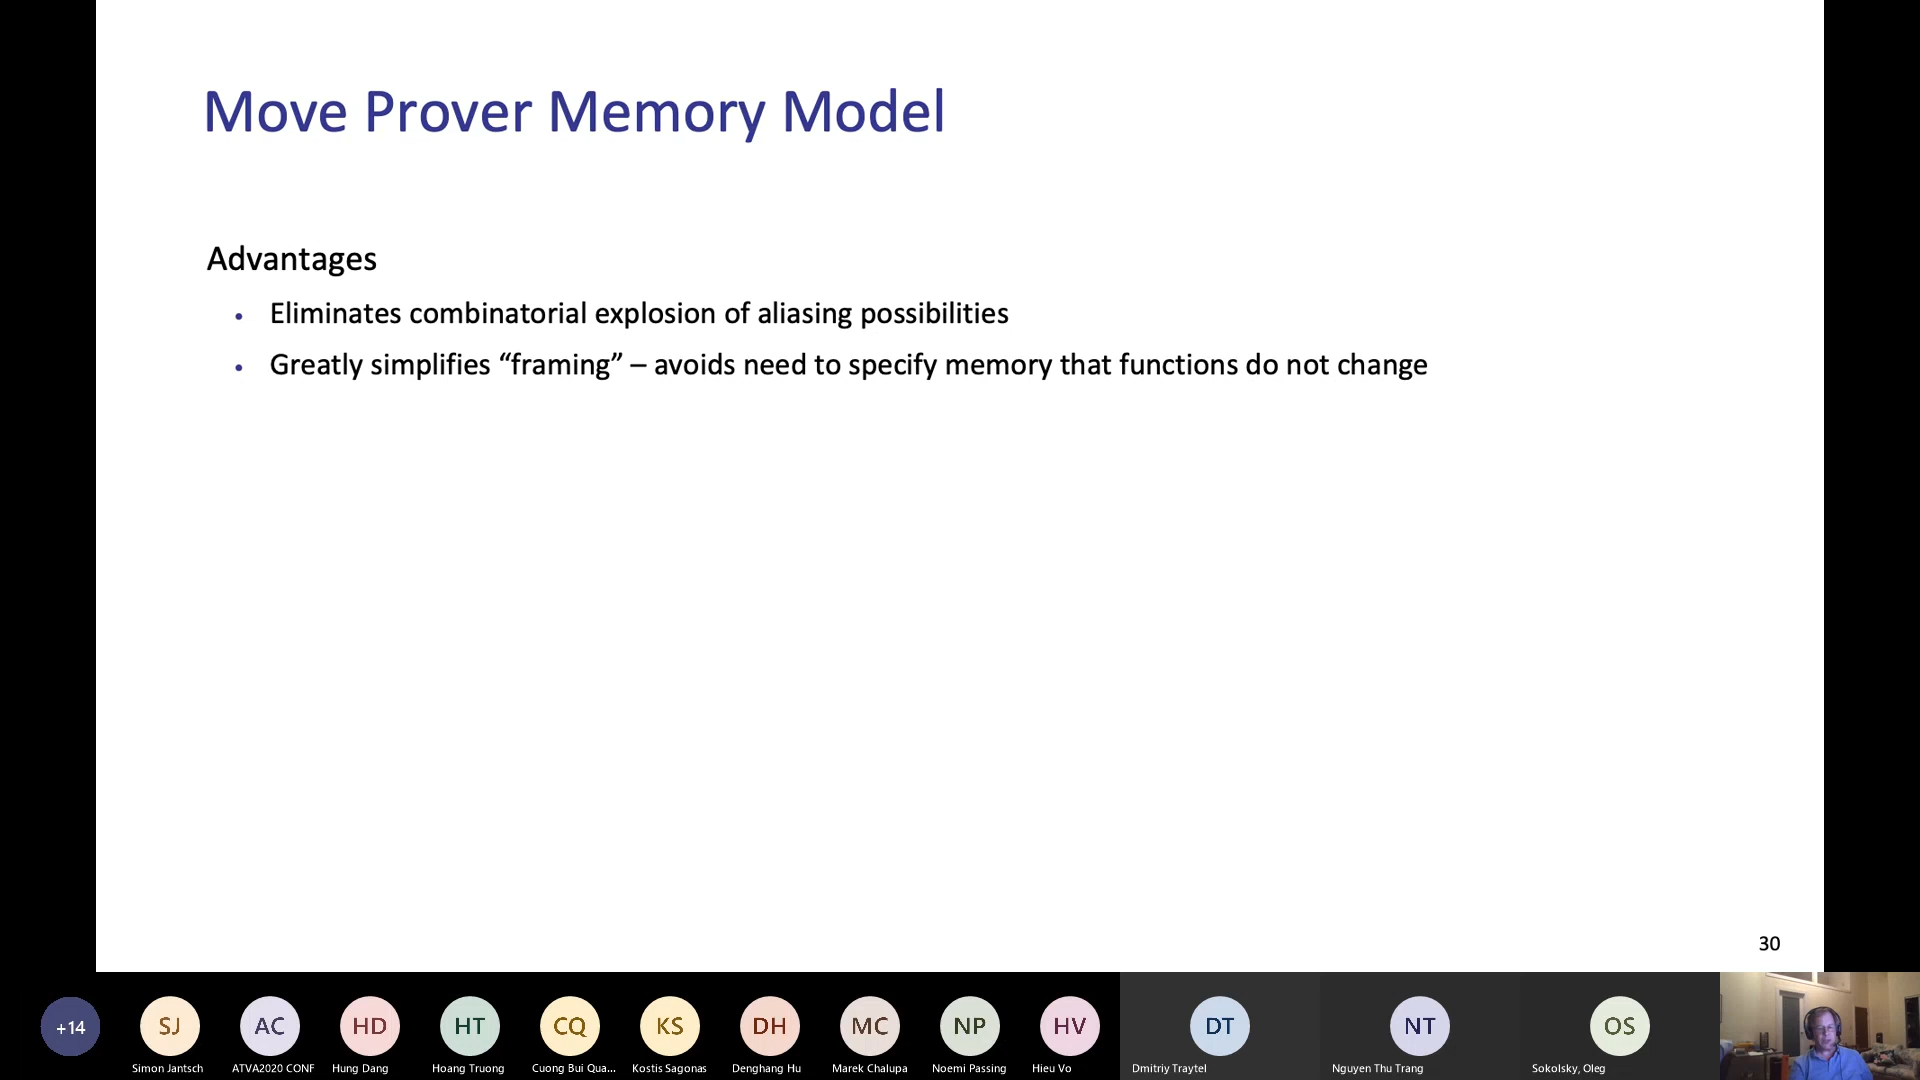 Move Prover Memory Model
Advantages
• Eliminates combinatorial explosion of aliasing possibilities
• Greatly simplifies “framing” – avoids need to specify memory that functions do not change
30
+14
SJ
AC
HD
HT
CQ
KS
DH
MC
NP
HV
DT
NT
OS
Simon Jantsch
ATVA2020 CONF
Hung Dang
Hoang Truong
Cuong Bui Qua...
Kostis Sagonas
Denghang Hu
Marek Chalupa
Noemi Passing
Hieu Vo
Dmitriy Traytel
Nguyen Thu Trang
Sokolsky, Oleg